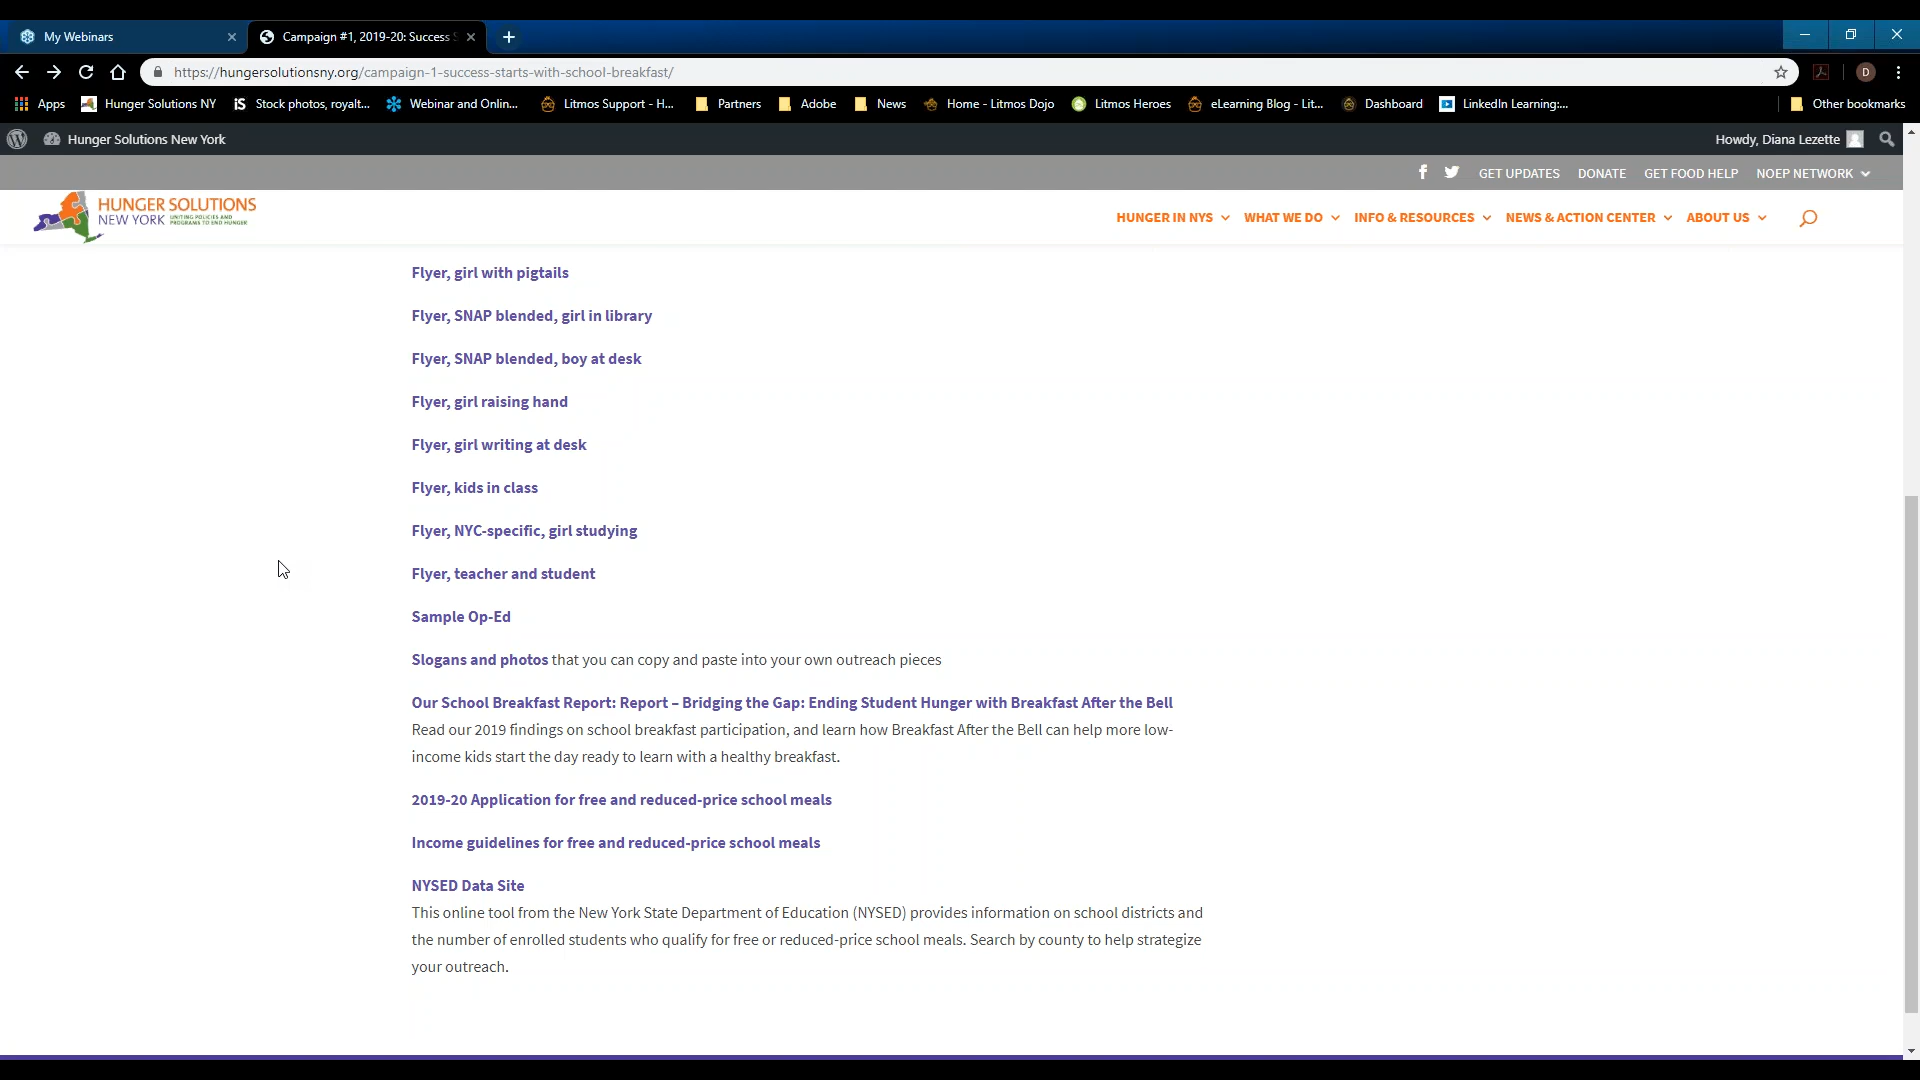 My Webinars
Campaign #1, 2019-20: Success S
https://hungersolutionsny.org/campaign-1-success-starts-with-school-breakfast/
D
Apps
Hunger Solutions NY
iS Stock photos, royalt...
Webinar and Onlin...
Litmos Support - H...
Partners
Adobe
News
Home - Litmos Dojo
Litmos Heroes
eLearning Blog - Lit...
Dashboard
LinkedIn Learning:...
Other bookmarks
Hunger Solutions New York
Howdy, Diana Lezette
GET UPDATES
DONATE
GET FOOD HELP
NOEP NETWORK
HUNGER SOLUTIONS
NEW YORK UNITING POLICIES AND
PROGRAMS TO END HUNGER
HUNGER IN NYS
WHAT WE DO
INFO & RESOURCES
NEWS & ACTION CENTER
ABOUT US
Flyer, girl with pigtails
Flyer, SNAP blended, girl in library
Flyer, SNAP blended, boy at desk
Flyer, girl raising hand
Flyer, girl writing at desk
Flyer, kids in class
Flyer, NYC-specific, girl studying
Flyer, teacher and student
Sample Op-Ed
Slogans and photos that you can copy and paste into your own outreach pieces
Our School Breakfast Report: Report – Bridging the Gap: Ending Student Hunger with Breakfast After the Bell
Read our 2019 findings on school breakfast participation, and learn how Breakfast After the Bell can help more low-
income kids start the day ready to learn with a healthy breakfast.
2019-20 Application for free and reduced-price school meals
Income guidelines for free and reduced-price school meals
NYSED Data Site
This online tool from the New York State Department of Education (NYSED) provides information on school districts and
the number of enrolled students who qualify for free or reduced-price school meals. Search by county to help strategize
your outreach.